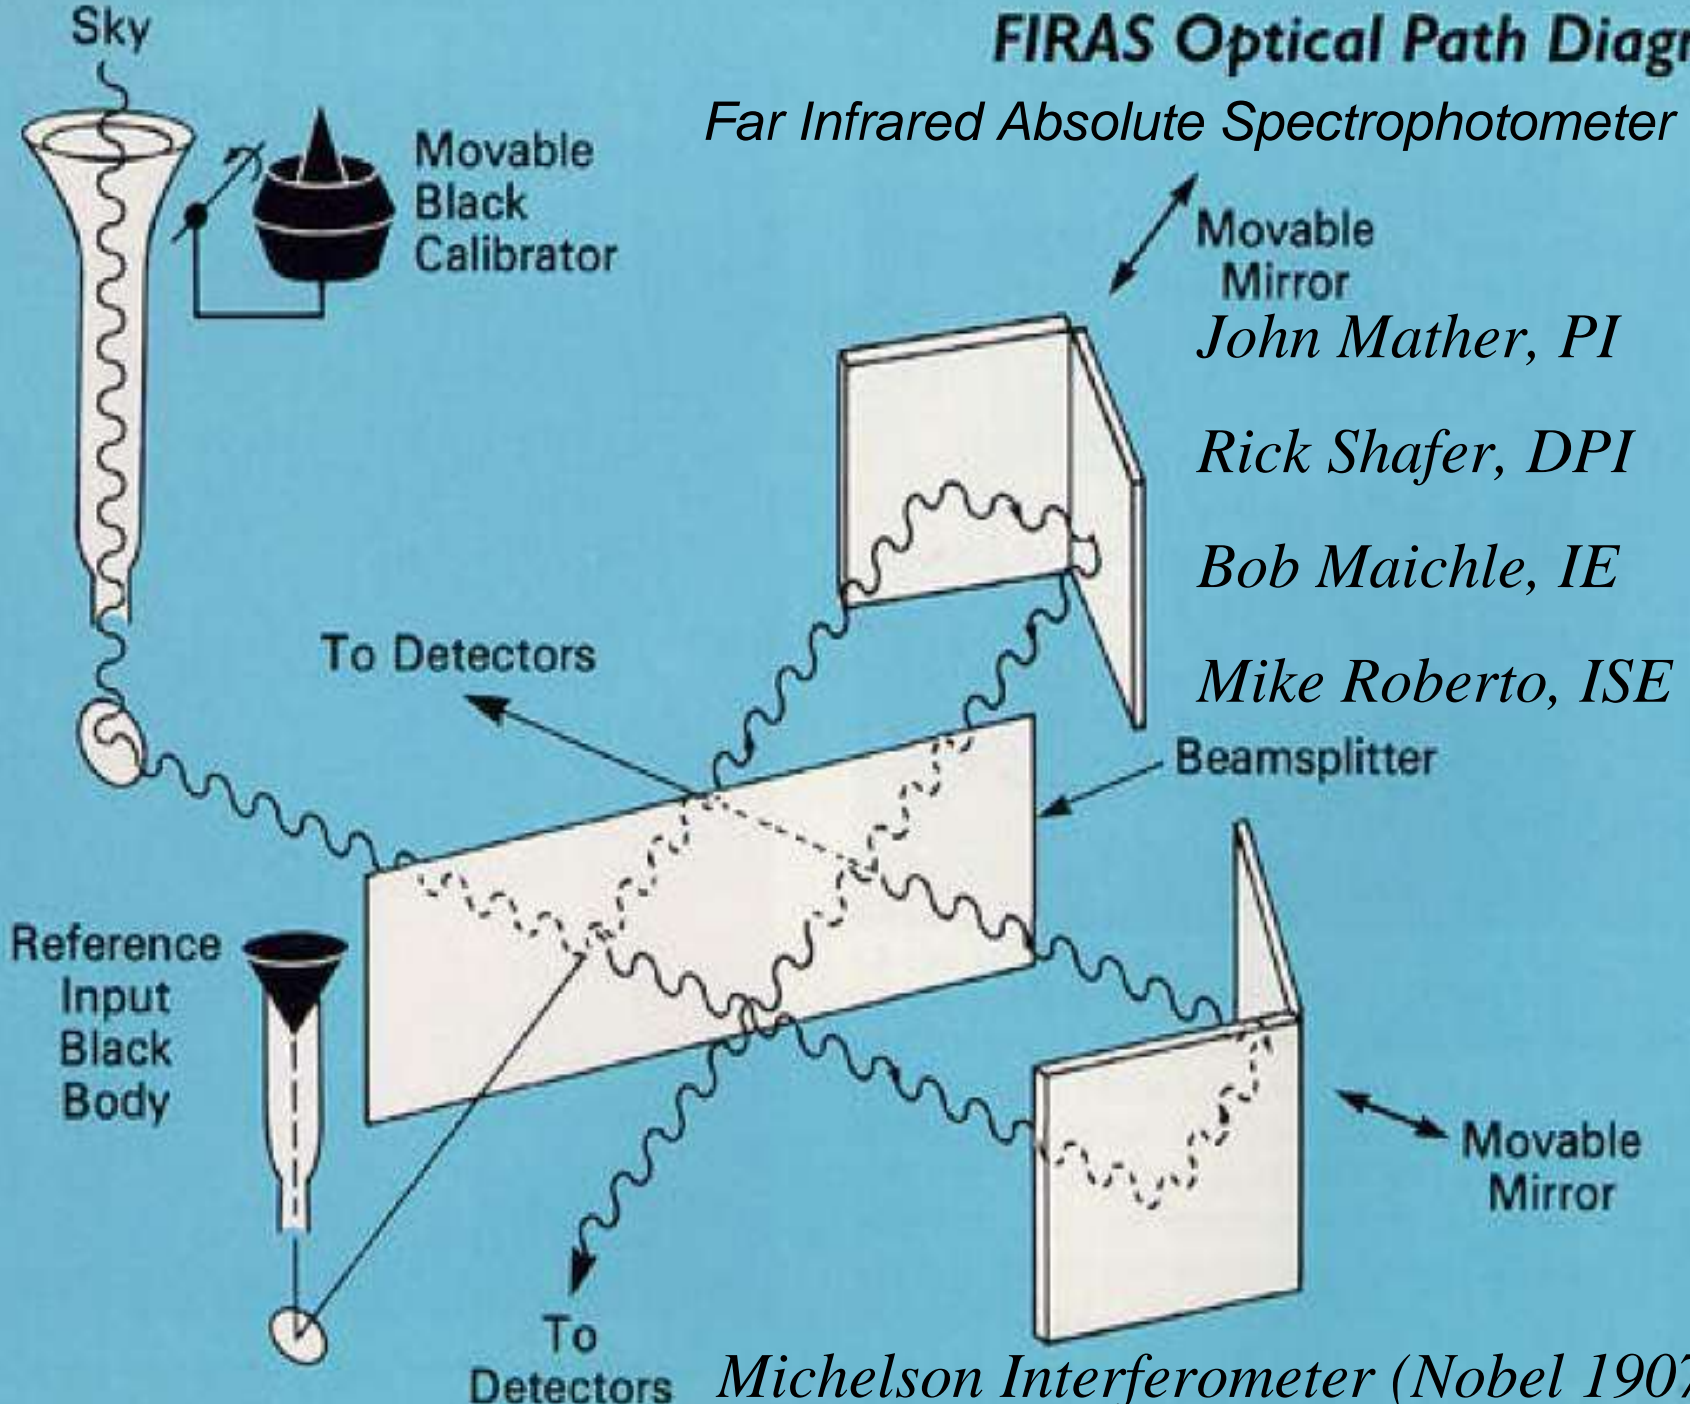 Sky
FIRAS Optical Path Diagr
Far Infrared Absolute Spectrophotometer
Movable
Black
Calibrator
Movable
Mirror
John Mather, PI
Rick Shafer, DPI
Bob Maichle, IE
Mike Roberto, ISE
To Detectors
Beamsplitter
Reference
Input
Black
Body
Movable
Mirror
To
Detectors
Michelson Interferometer (Nobel 1907